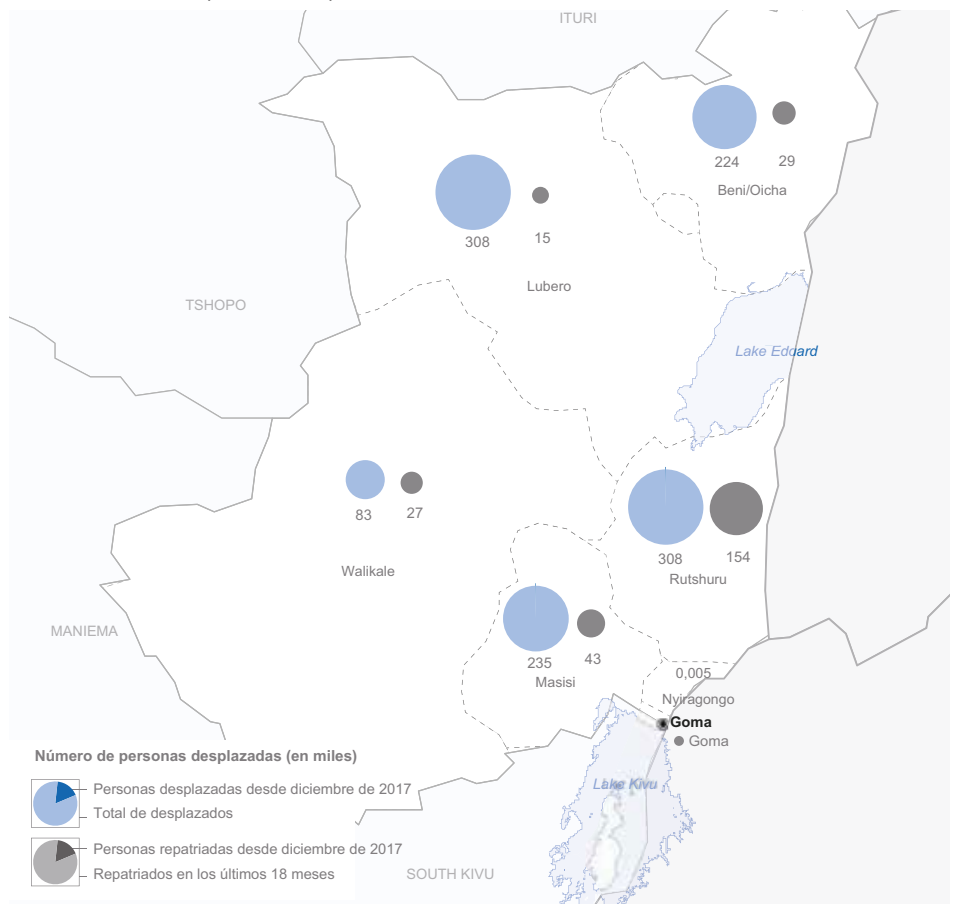 ITURI
224
29
Beni/Oicha
308
15
Lubero
TSHOPO
Lake Edoard
83
27
Walikale
308
154
Rutshuru
MANIEMA
235
43
Masisi
0,005
Nyiragongo
Goma
Goma
Número de personas desplazadas (en miles)
Personas desplazadas desde diciembre de 2017
Total de desplazados
Lake Kivu
Personas repatriadas desde diciembre de 2017
Repatriados en los últimos 18 meses
SOUTH KIVU